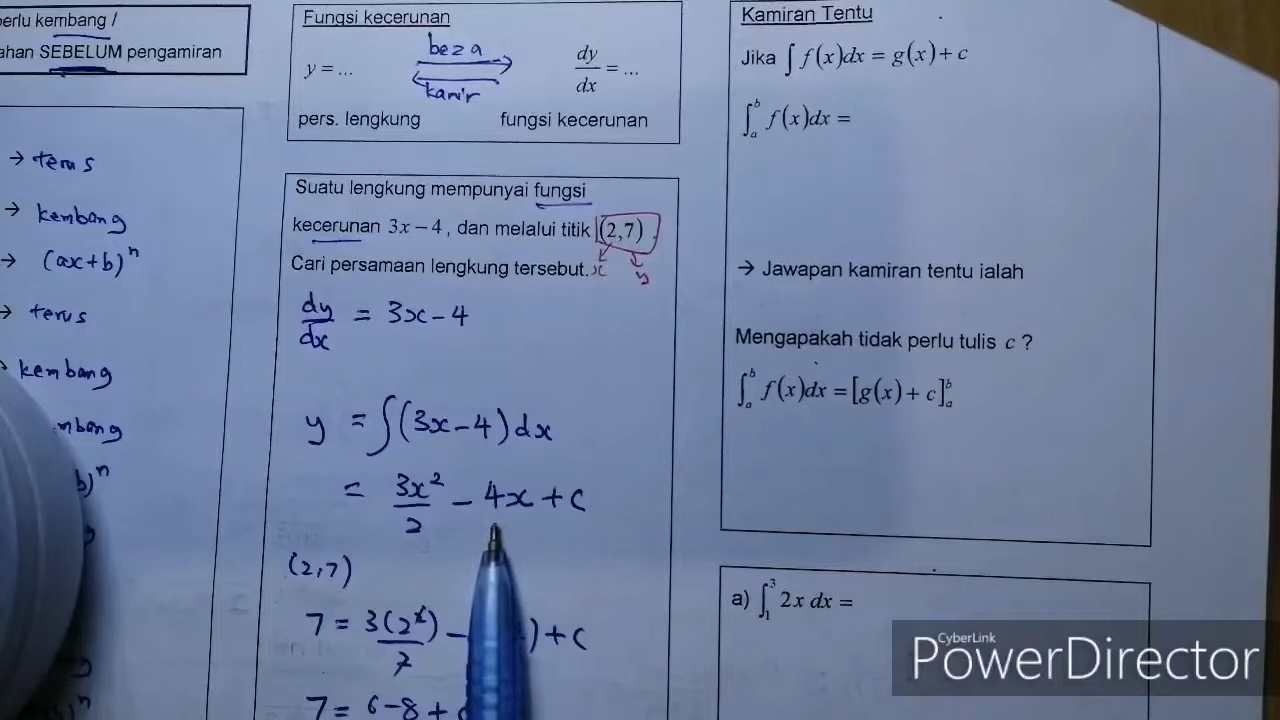 perlu kembang /
ahan SEBELUM pengamiran
→ terus
→ kembang
→ (ax+b)ⁿ
→ terus
kembang
mbang
b)ⁿ
Fungsi kecerunan
y = ... beza dy/dx = ...
kamir
pers. lengkung fungsi kecerunan
Suatu lengkung mempunyai fungsi
kecerunan 3x − 4 , dan melalui titik (2,7) .
Cari persamaan lengkung tersebut. x y
dy/dx = 3x − 4
y = ∫(3x − 4) dx
= 3x²/2 − 4x + c
(2,7)
7 = 3(2²)/2 − ) + c
7 = 6 − 8 + c
Kamiran Tentu
Jika ∫ f(x)dx = g(x) + c
∫ₐᵇ f(x)dx =
→ Jawapan kamiran tentu ialah
Mengapakah tidak perlu tulis c ?
∫ₐᵇ f(x)dx = [g(x) + c]ₐᵇ
a) ∫₁³ 2x dx =
CyberLink
PowerDirector